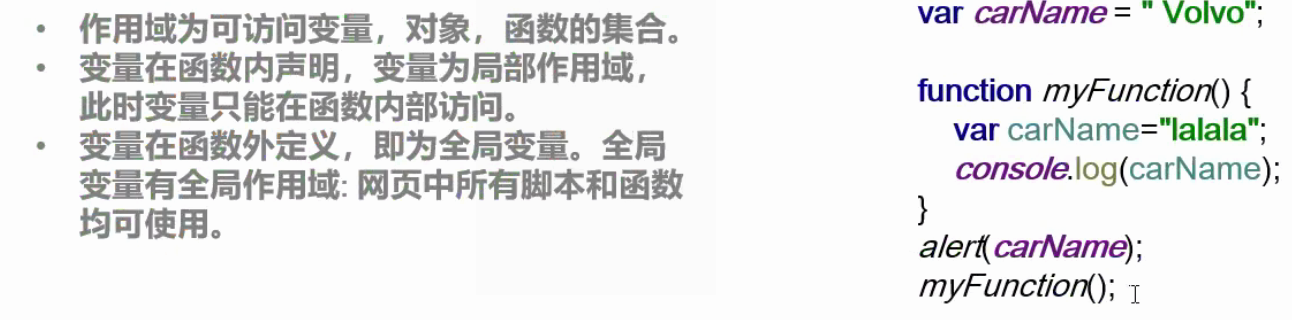 • 作用域为可访问变量，对象，函数的集合。
• 变量在函数内声明，变量为局部作用域，
此时变量只能在函数内部访问。
• 变量在函数外定义，即为全局变量。全局
变量有全局作用域: 网页中所有脚本和函数
均可使用。
var carName = " Volvo";
function myFunction() {
var carName="lalala";
console.log(carName);
}
alert(carName);
myFunction();